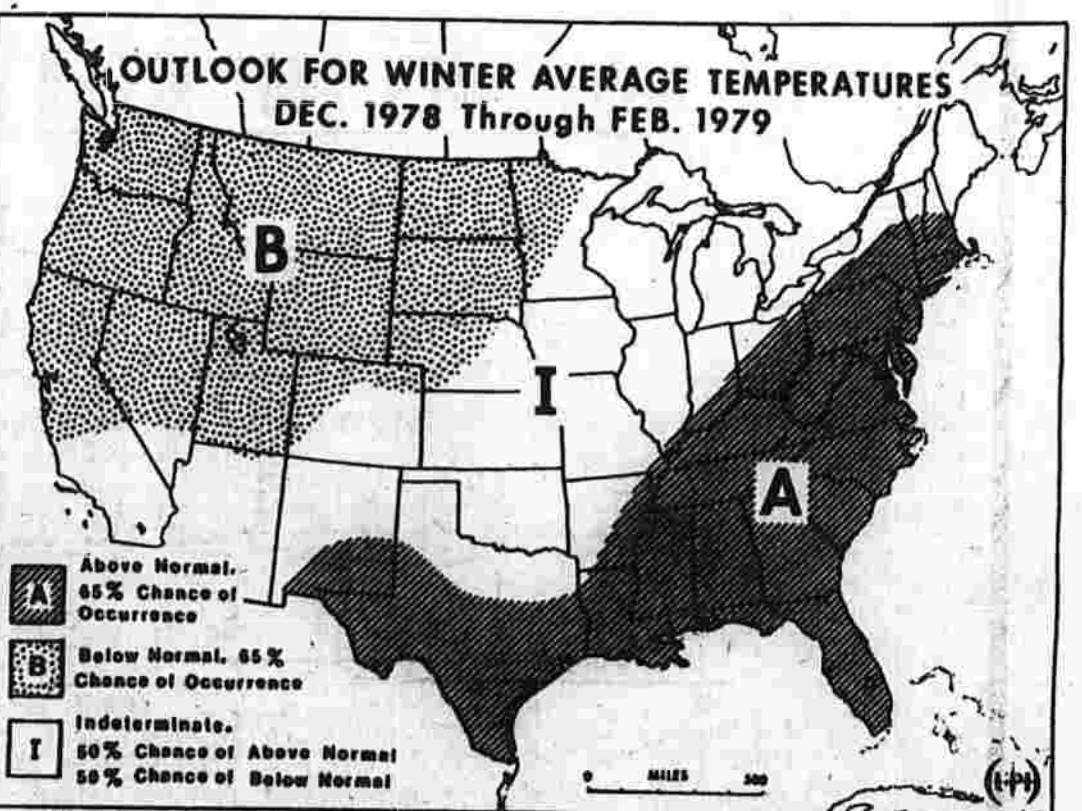 OUTLOOK FOR WINTER AVERAGE TEMPERATURES
DEC. 1978 Through FEB. 1979
B
I
A
A
Above Normal.
65% Chance of
Occurrence
B
Below Normal. 65%
Chance of Occurrence
I
Indeterminate.
50% Chance of Above Normal
50% Chance of Below Normal
0 MILES 500
(UPI)